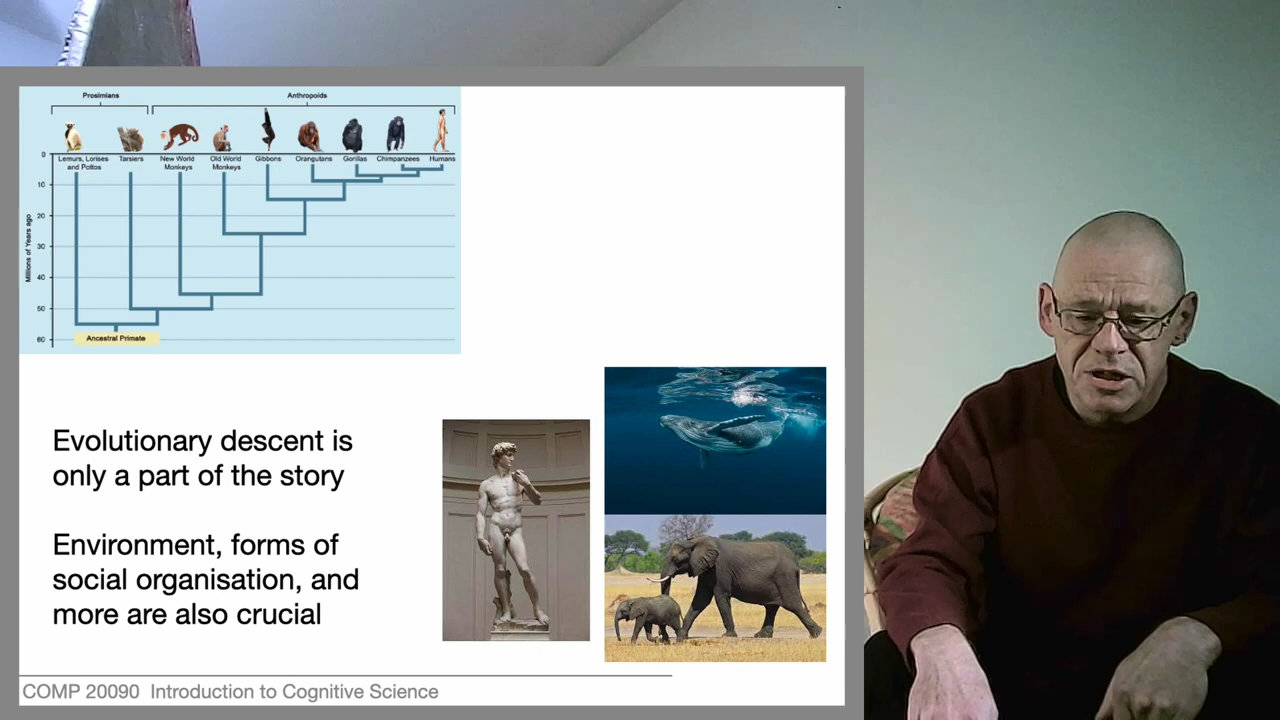 Prosimians Anthropoids
Lemurs, Lorises and Pottos
Tarsiers
New World Monkeys
Old World Monkeys
Gibbons
Orangutans
Gorillas
Chimpanzees
Humans
0
10
20
30
40
50
60
Millions of Years ago
Ancestral Primate
Evolutionary descent is
only a part of the story
Environment, forms of
social organisation, and
more are also crucial
COMP 20090 Introduction to Cognitive Science